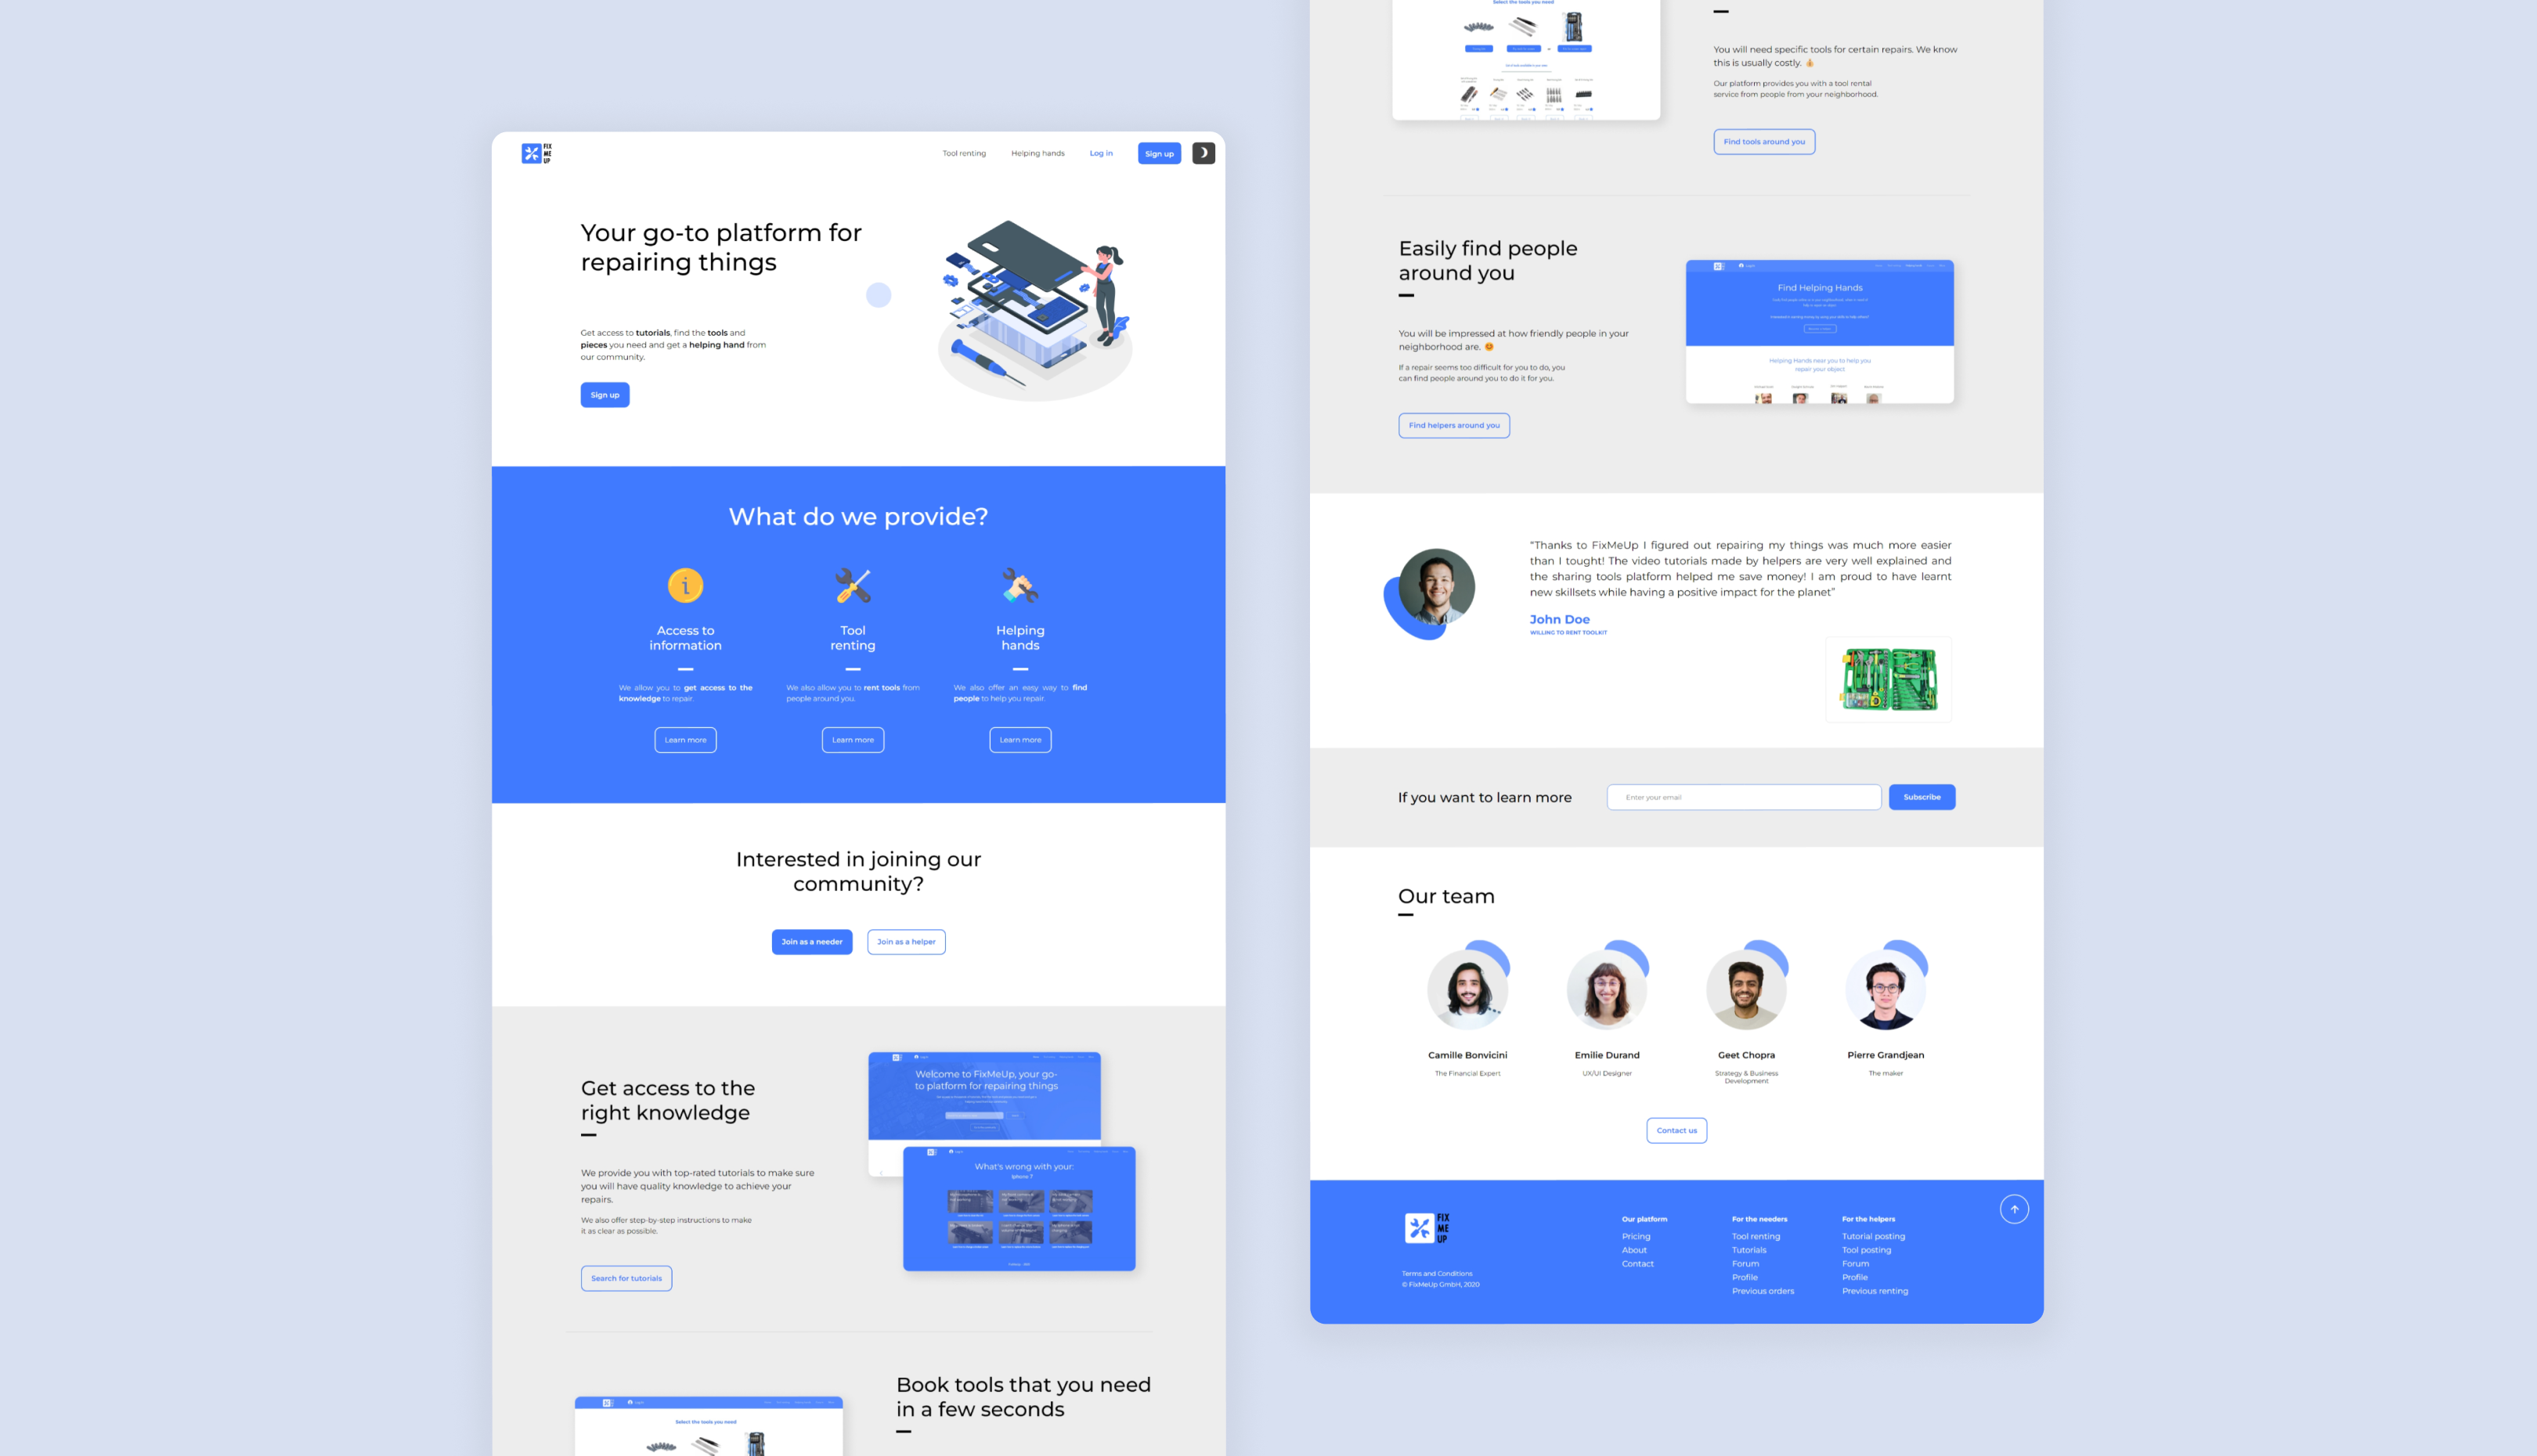 FIX
ME
UP
Tool renting
Helping hands
Log in
Sign up
Your go-to platform for
repairing things
Get access to tutorials, find the tools and
pieces you need and get a helping hand from
our community.
Sign up
What do we provide?
Access to
information
We allow you to get access to the
knowledge to repair.
Learn more
Tool
renting
We also allow you to rent tools from
people around you.
Learn more
Helping
hands
We also offer an easy way to find
people to help you repair.
Learn more
Interested in joining our
community?
Join as a needer
Join as a helper
Get access to the
right knowledge
We provide you with top-rated tutorials to make sure
you will have quality knowledge to achieve your
repairs.
We also offer step-by-step instructions to make
it as clear as possible.
Search for tutorials
Welcome to FixMeUp, your go-
to platform for repairing things
What's wrong with your:
Iphone 7
Book tools that you need
in a few seconds
Select the tools you need
Select the tools you need
You will need specific tools for certain repairs. We know
this is usually costly.
Our platform provides you with a tool rental
service from people from your neighborhood.
Find tools around you
Easily find people
around you
You will be impressed at how friendly people in your
neighborhood are.
If a repair seems too difficult for you to do, you
can find people around you to do it for you.
Find helpers around you
Find Helping Hands
Helping Hands near you to help you
repair your object
“Thanks to FixMeUp I figured out repairing my things was much more easier
than I tought! The video tutorials made by helpers are very well explained and
the sharing tools platform helped me save money! I am proud to have learnt
new skillsets while having a positive impact for the planet”
John Doe
WILLING TO RENT TOOLKIT
If you want to learn more
Enter your email
Subscribe
Our team
Camille Bonvicini
The Financial Expert
Emilie Durand
UX/UI Designer
Geet Chopra
Strategy & Business
Development
Pierre Grandjean
The maker
Contact us
FIX
ME
UP
Terms and Conditions
© FixMeUp GmbH, 2020
Our platform
Pricing
About
Contact
For the needers
Tool renting
Tutorials
Forum
Profile
Previous orders
For the helpers
Tutorial posting
Tool posting
Forum
Profile
Previous renting